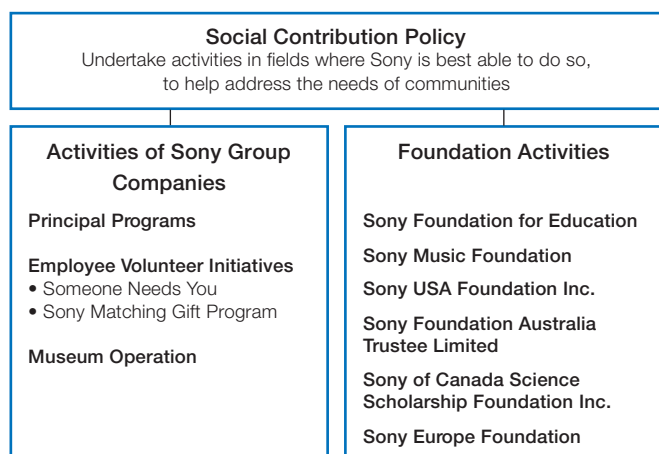 Social Contribution Policy
Undertake activities in fields where Sony is best able to do so,
to help address the needs of communities
Activities of Sony Group
Companies
Principal Programs
Employee Volunteer Initiatives
• Someone Needs You
• Sony Matching Gift Program
Museum Operation
Foundation Activities
Sony Foundation for Education
Sony Music Foundation
Sony USA Foundation Inc.
Sony Foundation Australia
Trustee Limited
Sony of Canada Science
Scholarship Foundation Inc.
Sony Europe Foundation